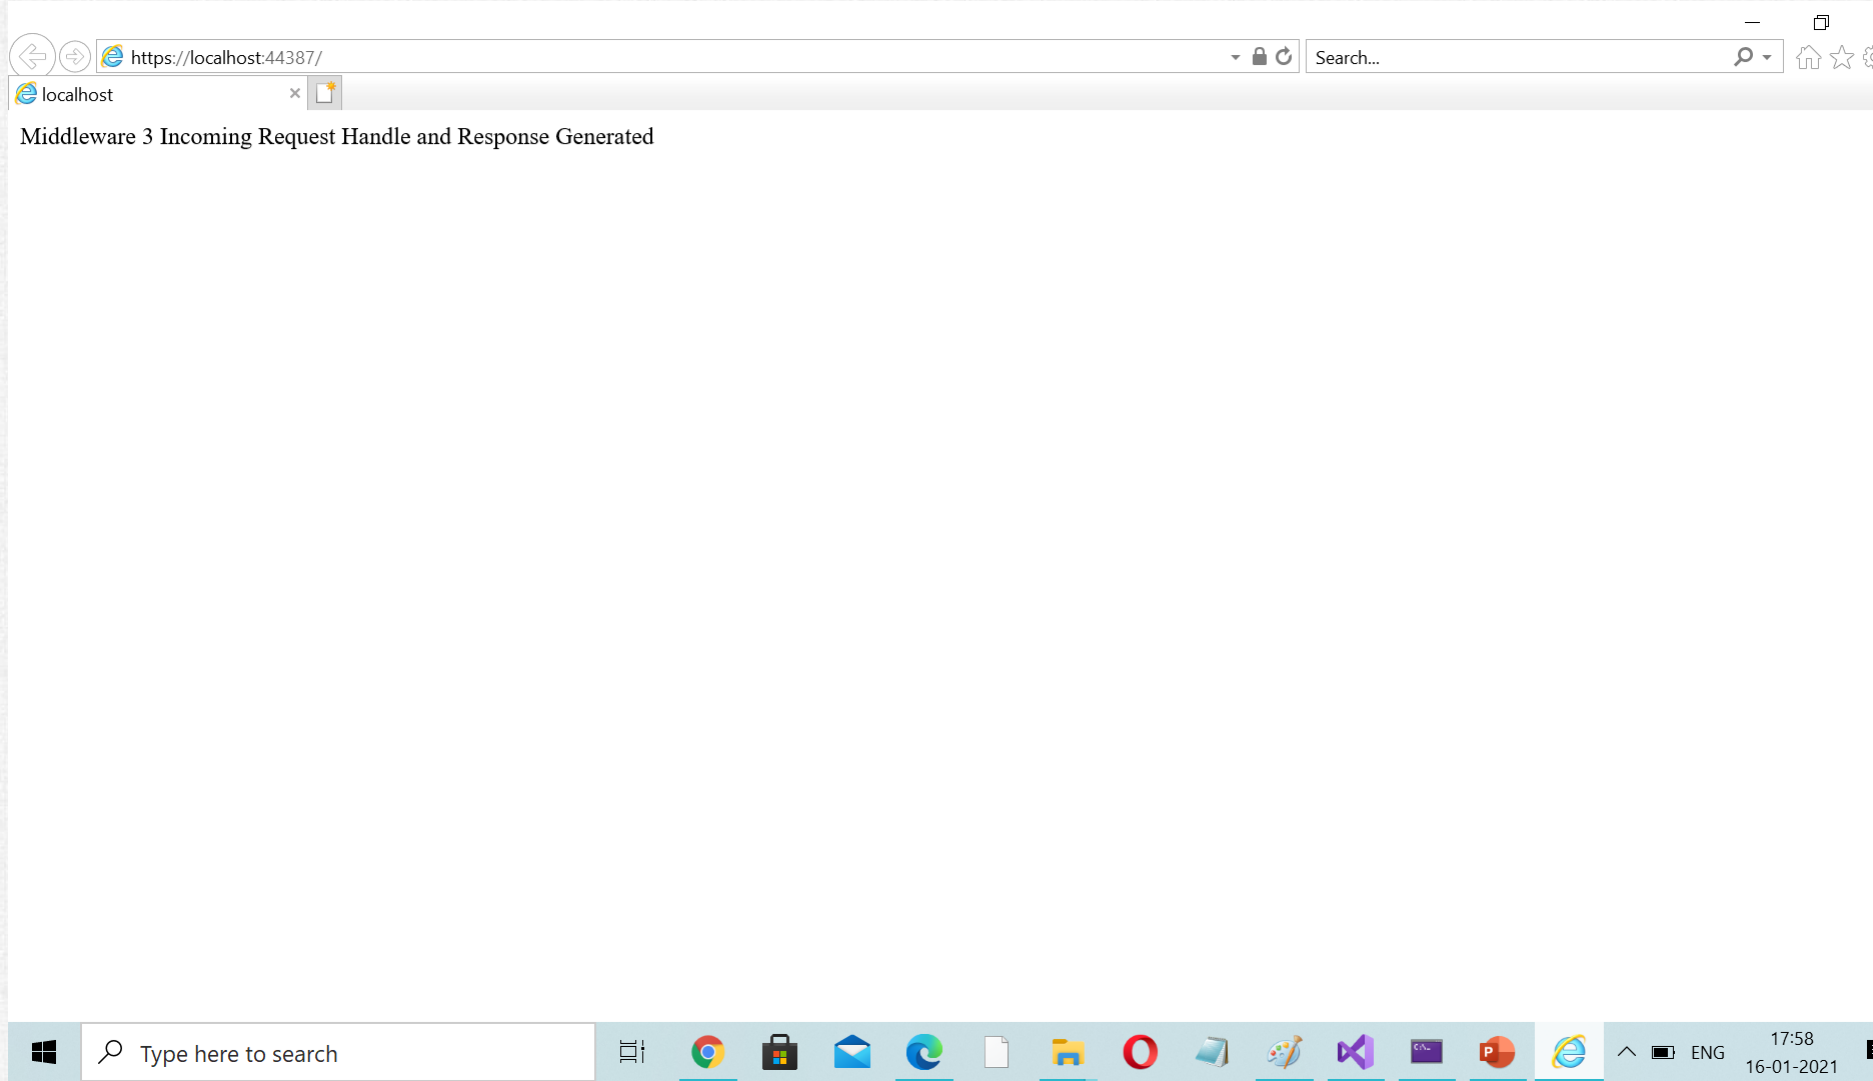 https://localhost:44387/
Search...
localhost
Middleware 3 Incoming Request Handle and Response Generated
Type here to search
ENG
17:58
16-01-2021